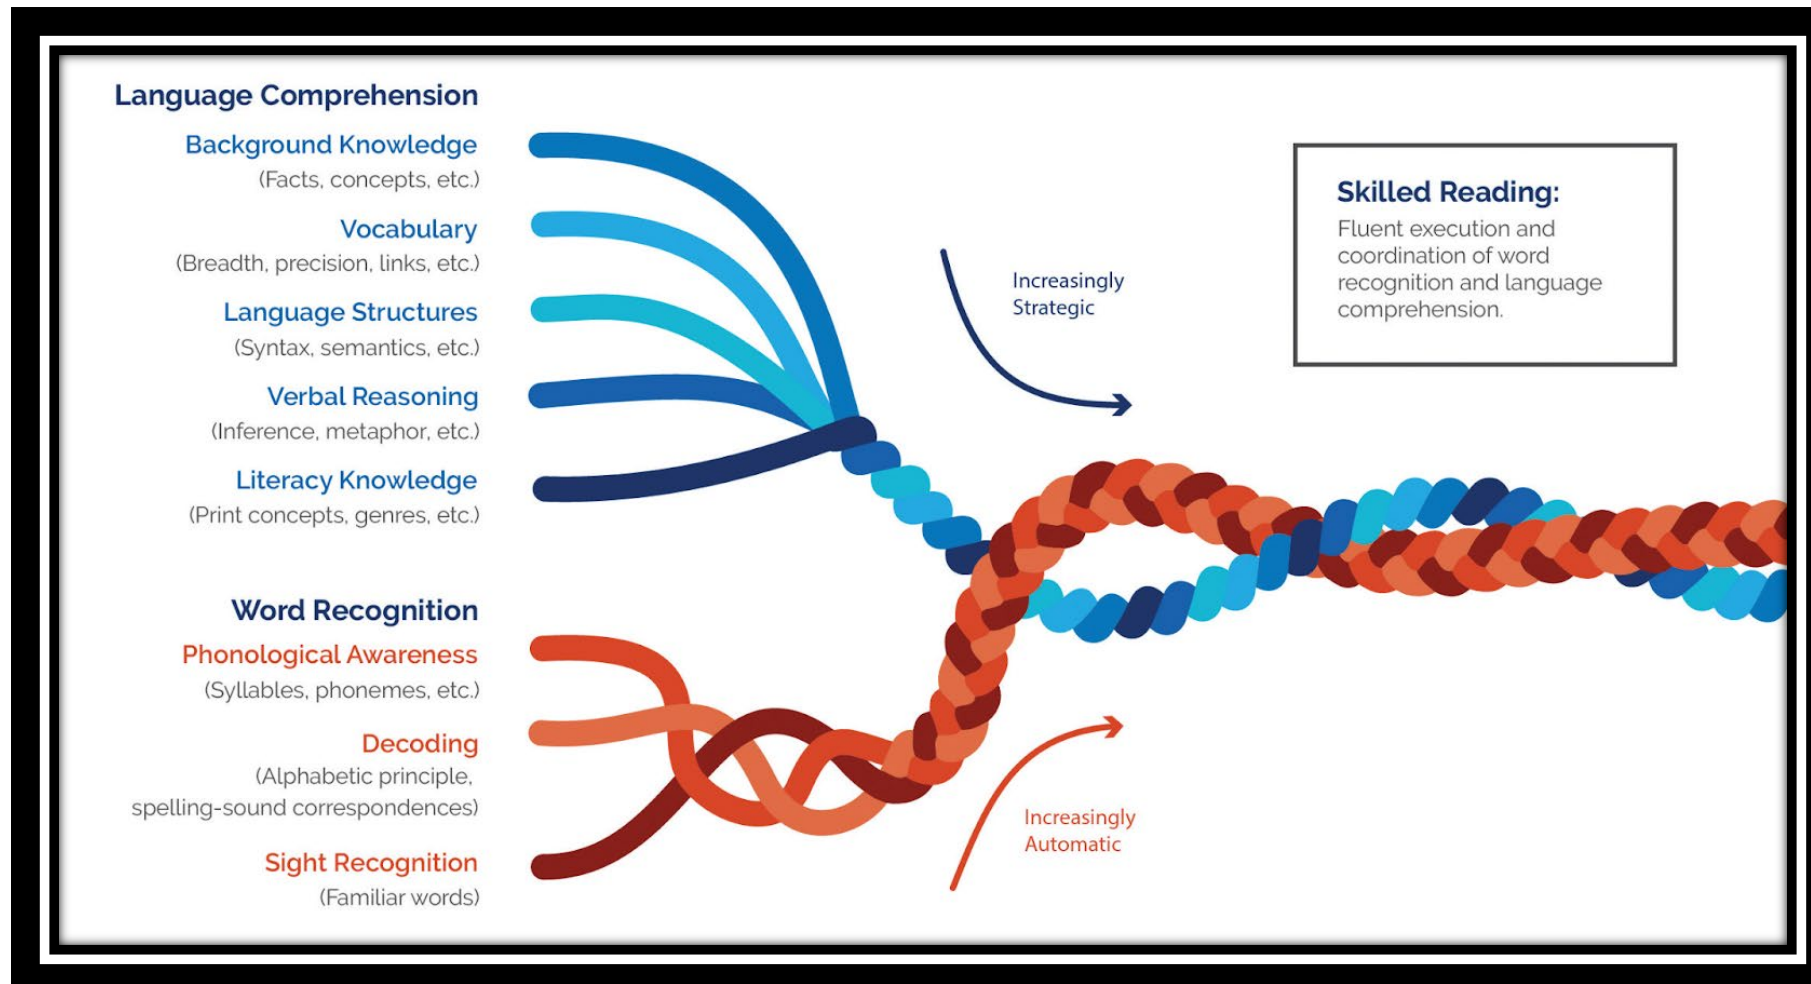 Language Comprehension
Background Knowledge
(Facts, concepts, etc.)
Vocabulary
(Breadth, precision, links, etc.)
Language Structures
(Syntax, semantics, etc.)
Verbal Reasoning
(Inference, metaphor, etc.)
Literacy Knowledge
(Print concepts, genres, etc.)
Word Recognition
Phonological Awareness
(Syllables, phonemes, etc.)
Decoding
(Alphabetic principle,
spelling-sound correspondences)
Sight Recognition
(Familiar words)
Increasingly
Strategic
Increasingly
Automatic
Skilled Reading:
Fluent execution and
coordination of word
recognition and language
comprehension.